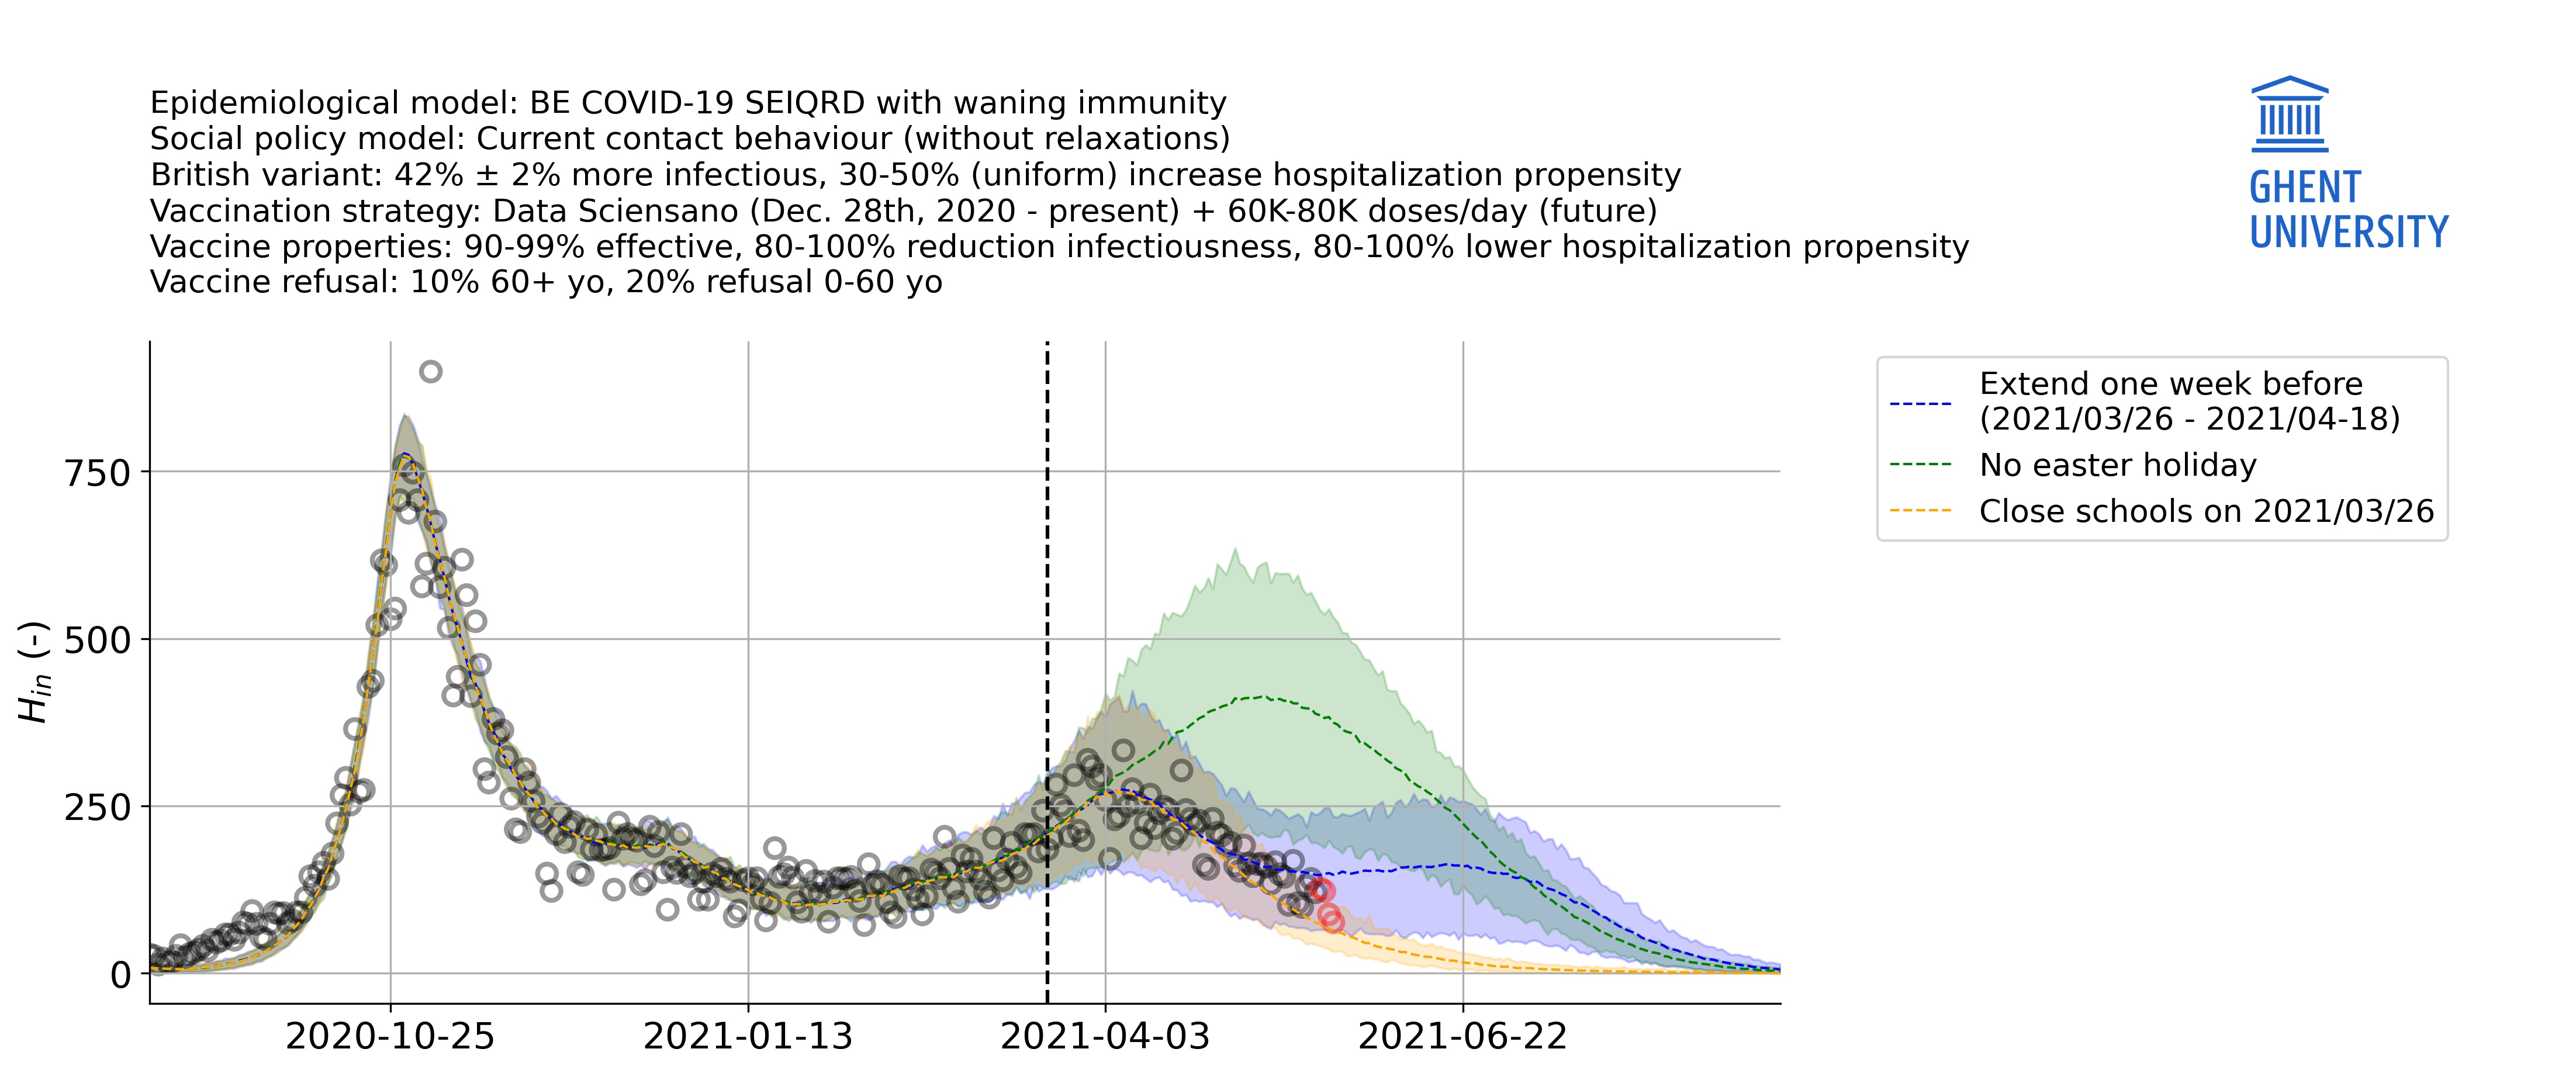 Epidemiological model: BE COVID-19 SEIQRD with waning immunity
Social policy model: Current contact behaviour (without relaxations)
British variant: 42% ± 2% more infectious, 30-50% (uniform) increase hospitalization propensity
Vaccination strategy: Data Sciensano (Dec. 28th, 2020 - present) + 60K-80K doses/day (future)
Vaccine properties: 90-99% effective, 80-100% reduction infectiousness, 80-100% lower hospitalization propensity
Vaccine refusal: 10% 60+ yo, 20% refusal 0-60 yo
GHENT
UNIVERSITY
Extend one week before
(2021/03/26 - 2021/04-18)
No easter holiday
Close schools on 2021/03/26
H_in (-)
750
500
250
0
2020-10-25
2021-01-13
2021-04-03
2021-06-22